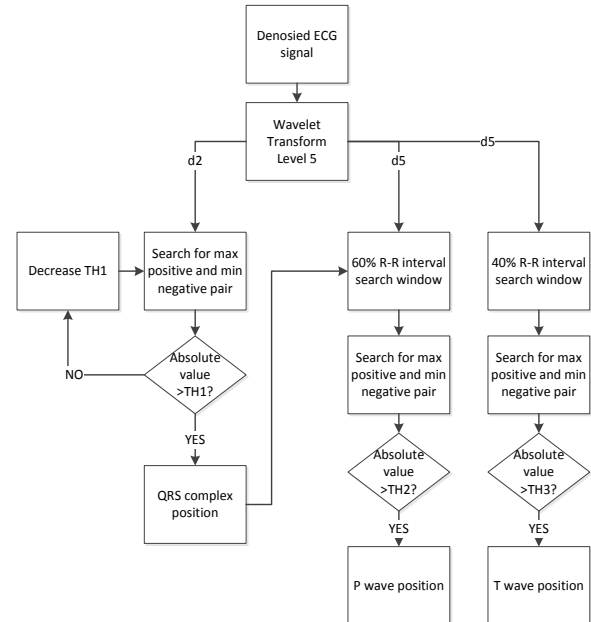 Denosied ECG
signal
Wavelet
Transform
Level 5
d2
d5
d5
Decrease TH1
Search for max
positive and min
negative pair
60% R-R interval
search window
40% R-R interval
search window
Absolute
value
>TH1?
NO
YES
Search for max
positive and min
negative pair
Search for max
positive and min
negative pair
QRS complex
position
Absolute
value
>TH2?
Absolute
value
>TH3?
YES
YES
P wave position
T wave position